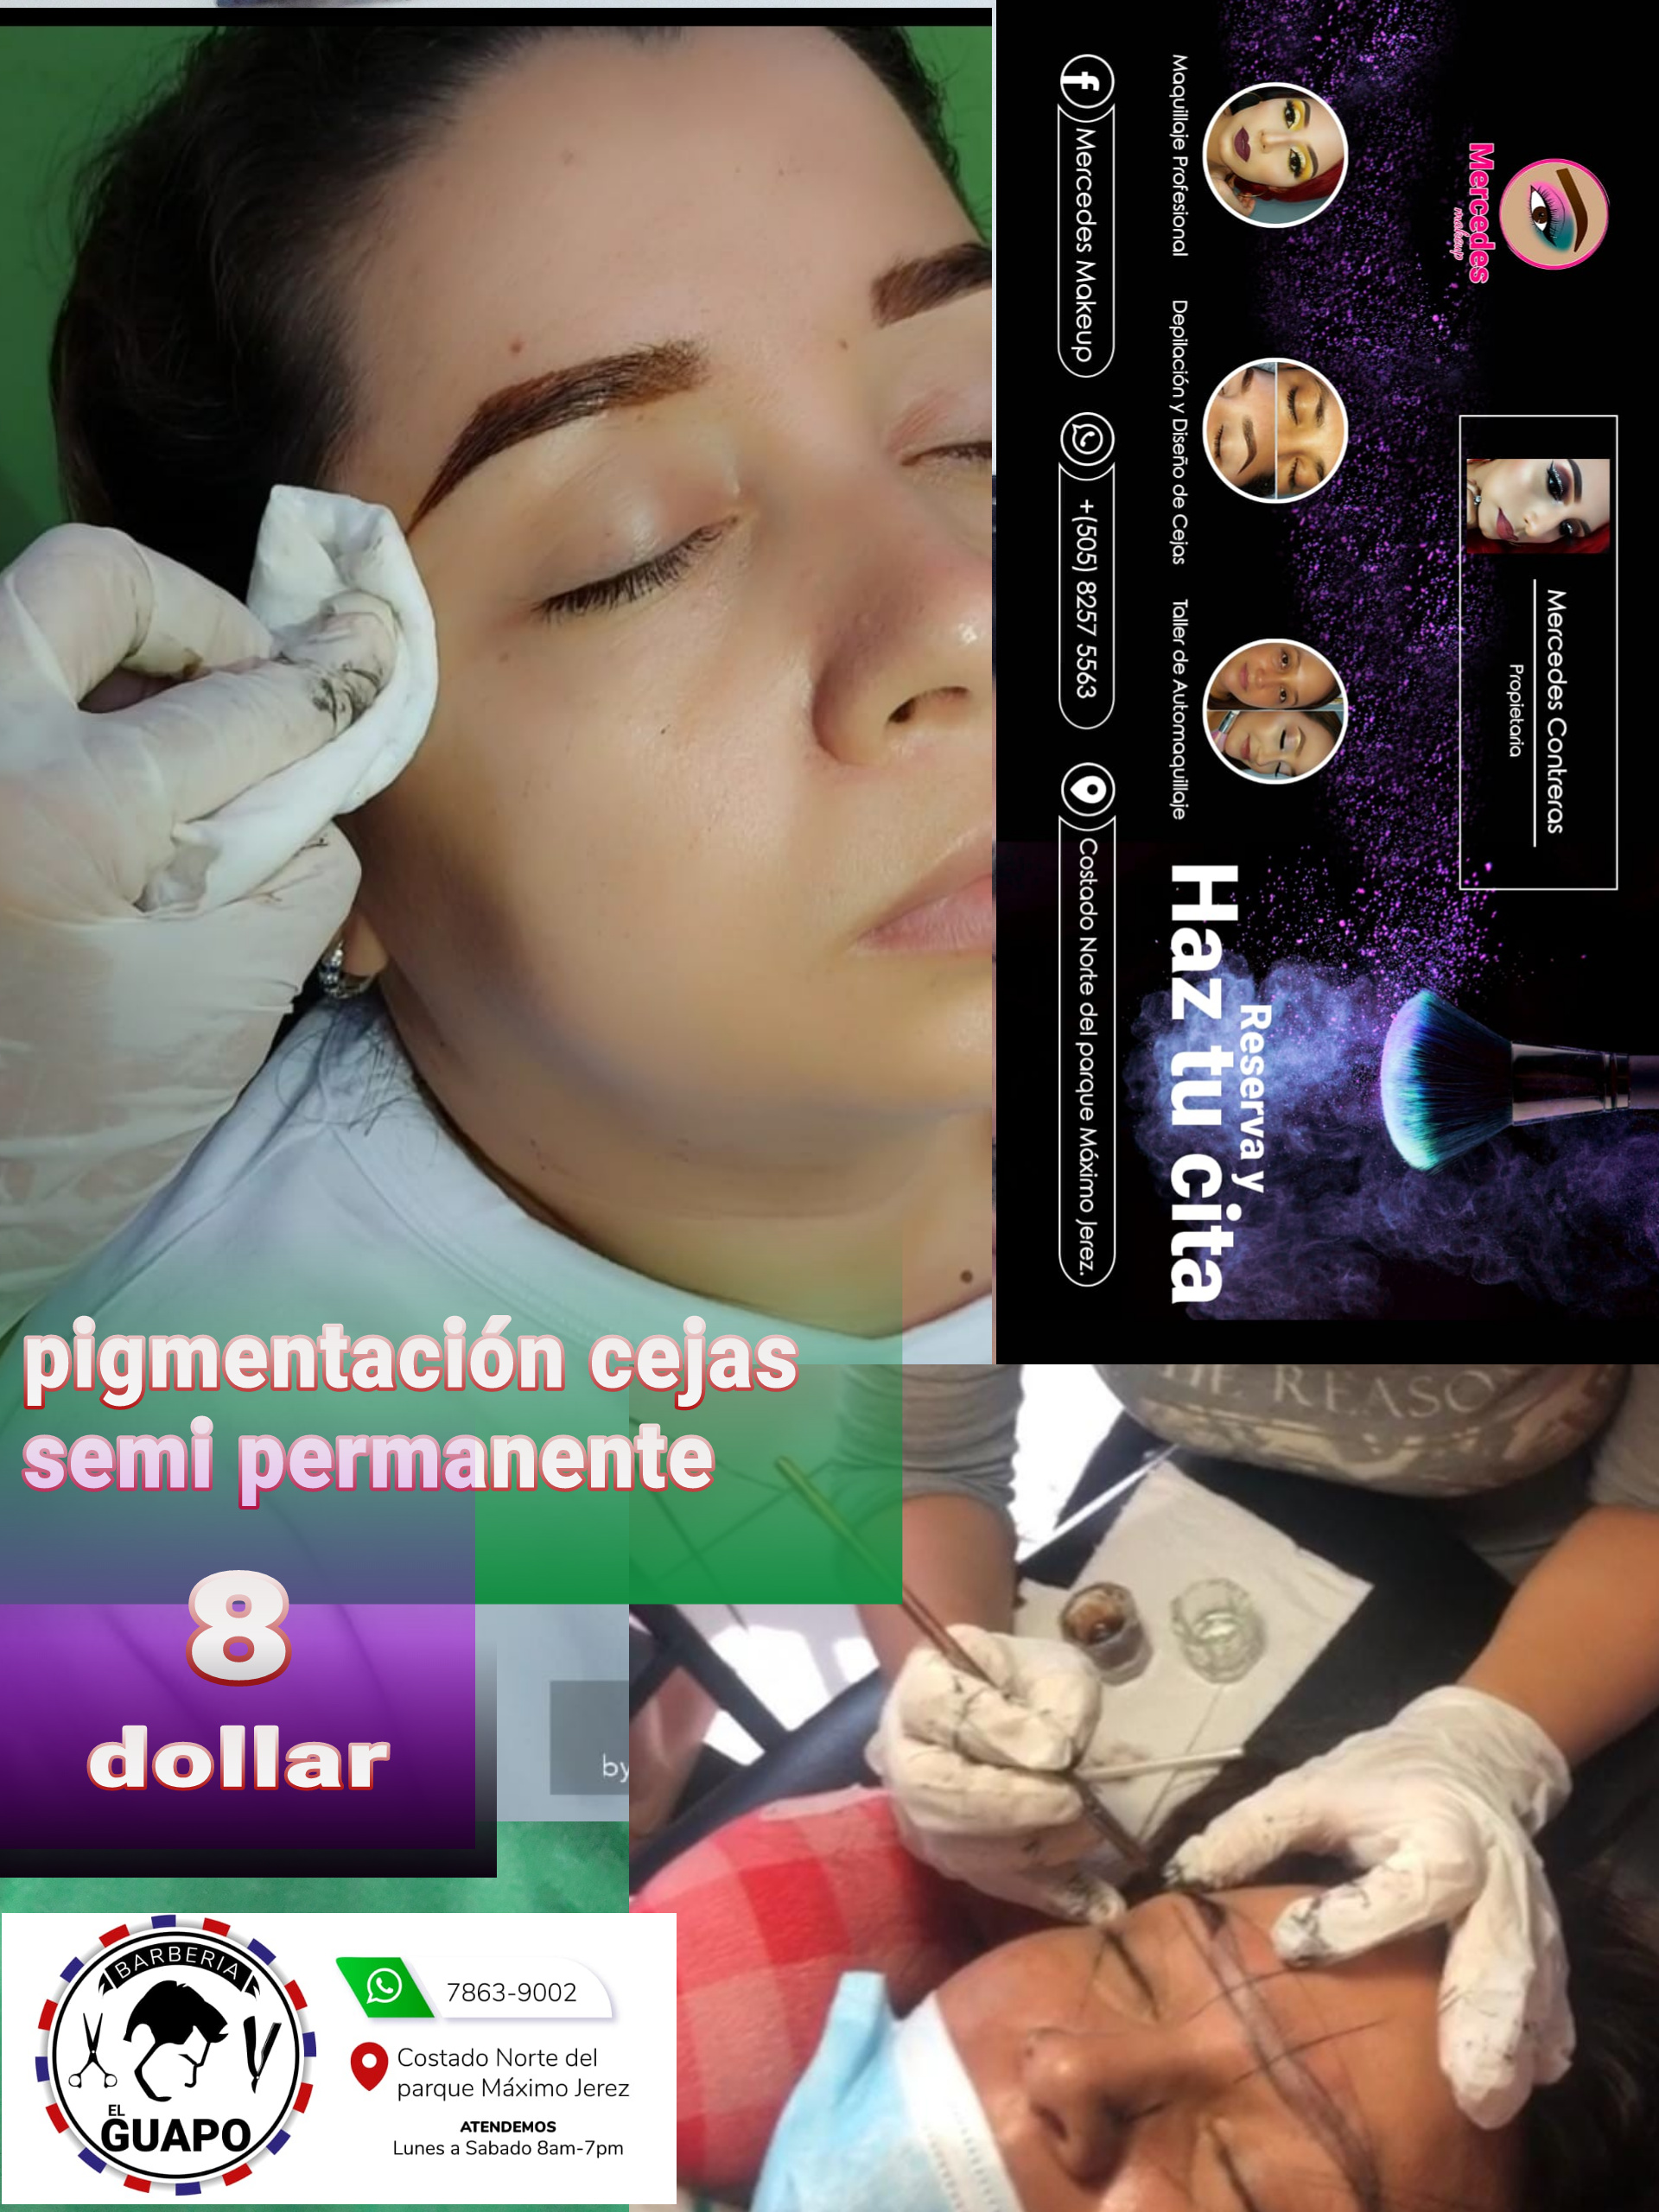 Mercedes
makeup
Mercedes Contreras
Propietaria
Reserva y
Haz tu cita
Maquillaje Profesional
Depilación y Diseño de Cejas
Taller de Automaquillaje
Mercedes Makeup
+(505) 8257 5563
Costado Norte del parque Máximo Jerez.
pigmentación cejas
semi permanente
8
dollar
by
DE REASO
BARBERIA
EL
GUAPO
7863-9002
Costado Norte del
parque Máximo Jerez
ATENDEMOS
Lunes a Sabado 8am-7pm